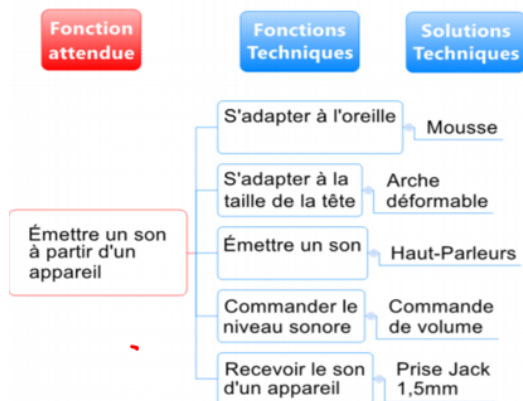 Fonction
attendue
Fonctions
Techniques
Solutions
Techniques
S'adapter à l'oreille
Mousse
S'adapter à la
taille de la tête
Arche
déformable
Émettre un son
à partir d'un
appareil
Émettre un son
Haut-Parleurs
Commander le
niveau sonore
Commande
de volume
Recevoir le son
d'un appareil
Prise Jack
1,5mm